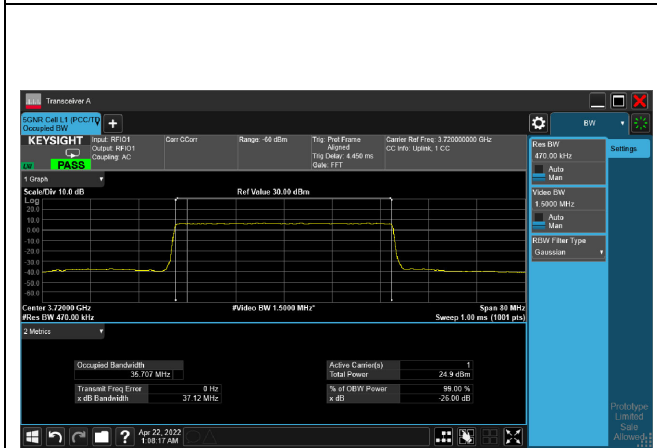 Transceiver A
5GNR Cell L1 (PCC/TD
Occupied BW
BW
KEYSIGHT
PASS
Input: RFIO1
Output: RFIO1
Coupling: AC
Corr CCorr
Range: -60 dBm
Trig: Prot Frame
Aligned
Trig Delay: 4.450 ms
Gate: FFT
Carrier Ref Freq: 3.720000000 GHz
CC Info: Uplink, 1 CC
Res BW
470.00 kHz
Auto
Man
Settings
Video BW
1.5000 MHz
Auto
Man
RBW Filter Type
Gaussian
1 Graph
Scale/Div 10.0 dB
Ref Value 30.00 dBm
Log
20.0
10.0
0.00
-10.0
-20.0
-30.0
-40.0
-50.0
-60.0
Center 3.72000 GHz
#Video BW 1.5000 MHz*
Span 80 MHz
#Res BW 470.00 kHz
Sweep 1.00 ms (1001 pts)
2 Metrics
Occupied Bandwidth
35.707 MHz
Active Carrier(s) 1
Total Power 24.9 dBm
Transmit Freq Error 0 Hz
x dB Bandwidth 37.12 MHz
% of OBW Power 99.00 %
x dB -26.00 dB
Prototype
Limited
Sale
Allowed
?
Apr 22, 2022
1:08:17 AM